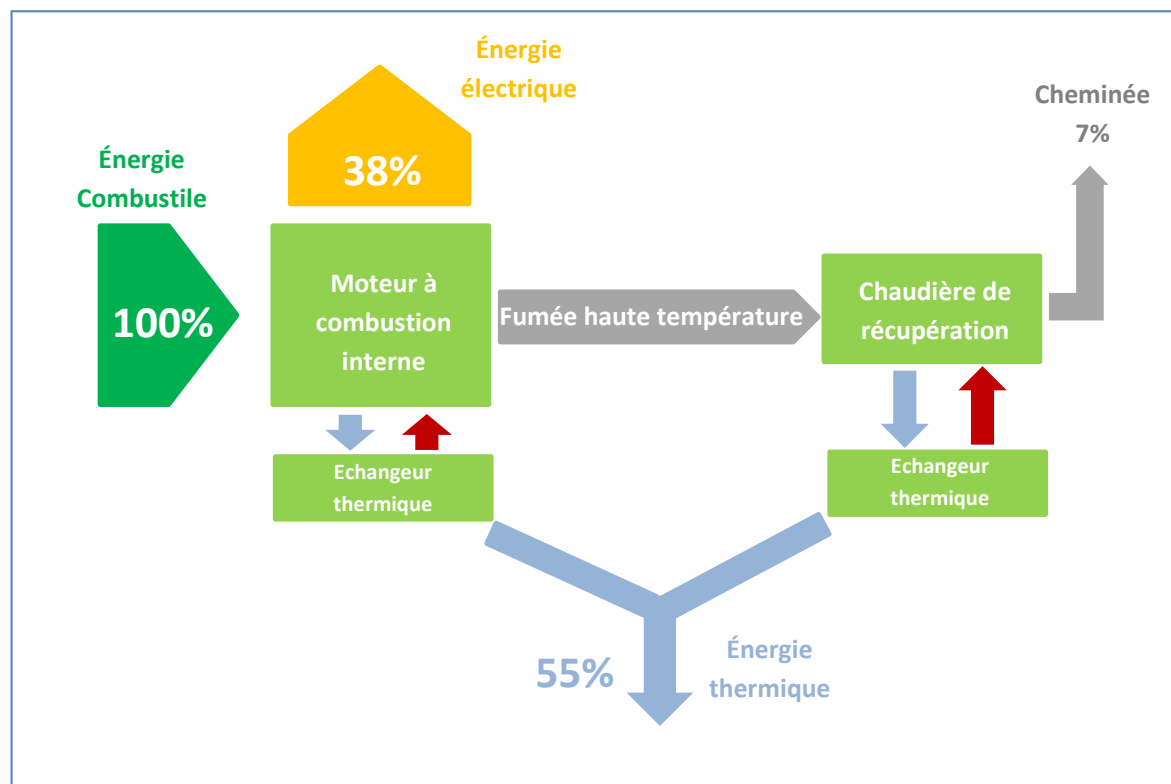 Énergie
électrique
Cheminée
7%
Énergie
Combustile
38%
100%
Moteur à
combustion
interne
Fumée haute température
Chaudière de
récupération
Echangeur
thermique
Echangeur
thermique
55%
Énergie
thermique